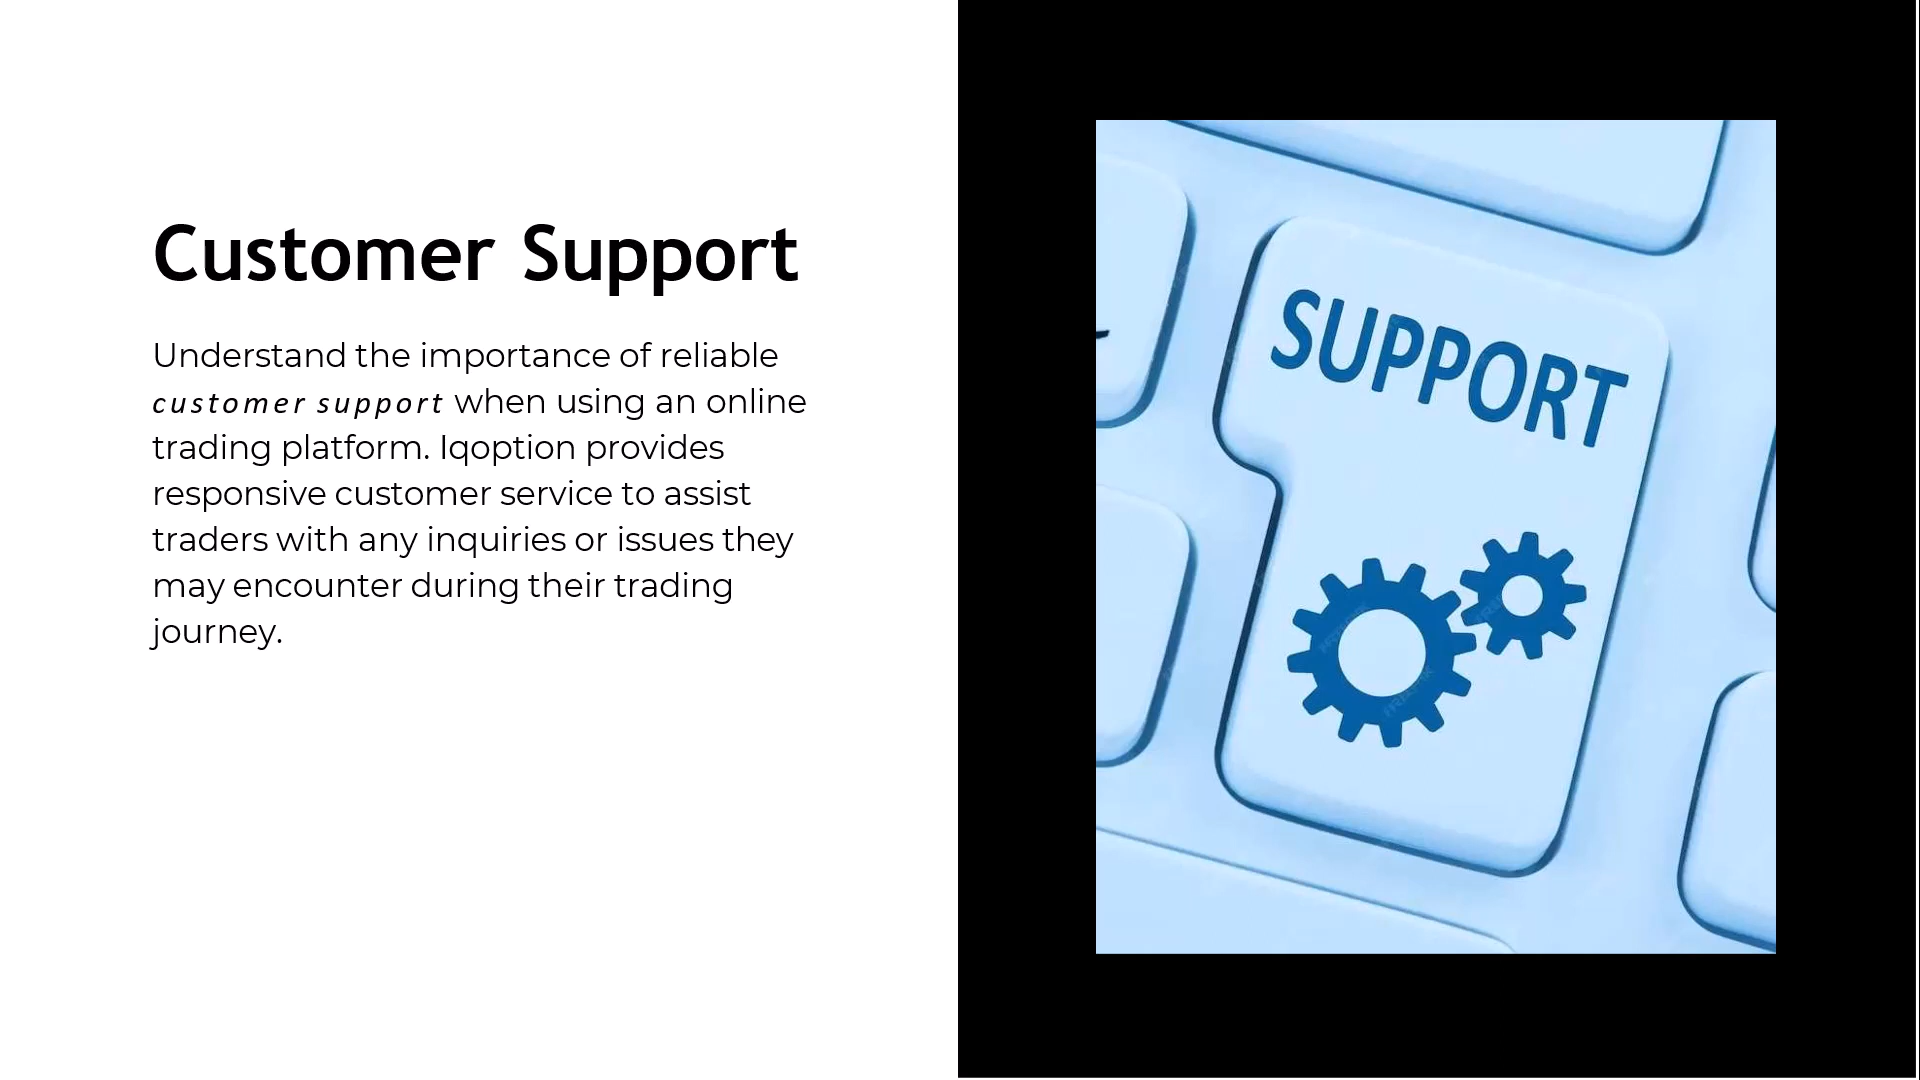 Customer Support
Understand the importance of reliable
customer support when using an online
trading platform. Iqoption provides
responsive customer service to assist
traders with any inquiries or issues they
may encounter during their trading
journey.
SUPPORT